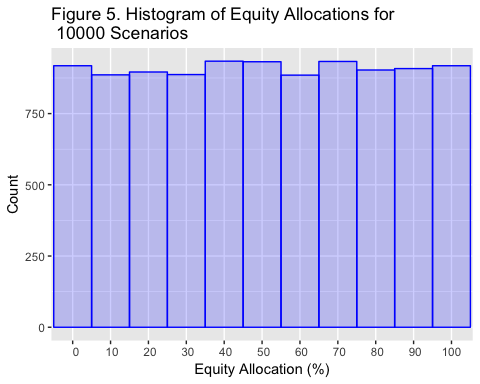 Figure 5. Histogram of Equity Allocations for
10000 Scenarios
750
500
250
0
Count
0 10 20 30 40 50 60 70 80 90 100
Equity Allocation (%)